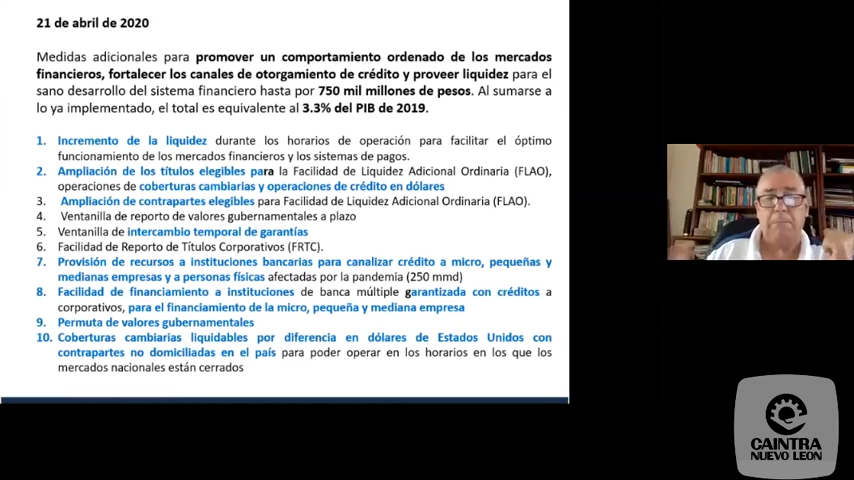 21 de abril de 2020
Medidas adicionales para promover un comportamiento ordenado de los mercados
financieros, fortalecer los canales de otorgamiento de crédito y proveer liquidez para el
sano desarrollo del sistema financiero hasta por 750 mil millones de pesos. Al sumarse a
lo ya implementado, el total es equivalente al 3.3% del PIB de 2019.
1. Incremento de la liquidez durante los horarios de operación para facilitar el óptimo
funcionamiento de los mercados financieros y los sistemas de pagos.
2. Ampliación de los títulos elegibles para la Facilidad de Liquidez Adicional Ordinaria (FLAO),
operaciones de coberturas cambiarias y operaciones de crédito en dólares
3. Ampliación de contrapartes elegibles para Facilidad de Liquidez Adicional Ordinaria (FLAO).
4. Ventanilla de reporto de valores gubernamentales a plazo
5. Ventanilla de intercambio temporal de garantías
6. Facilidad de Reporto de Títulos Corporativos (FRTC).
7. Provisión de recursos a instituciones bancarias para canalizar crédito a micro, pequeñas y
medianas empresas y a personas físicas afectadas por la pandemia (250 mmd)
8. Facilidad de financiamiento a instituciones de banca múltiple garantizada con créditos a
corporativos, para el financiamiento de la micro, pequeña y mediana empresa
9. Permuta de valores gubernamentales
10. Coberturas cambiarias liquidables por diferencia en dólares de Estados Unidos con
contrapartes no domiciliadas en el país para poder operar en los horarios en los que los
mercados nacionales están cerrados
CAINTRA
NUEVO LEON